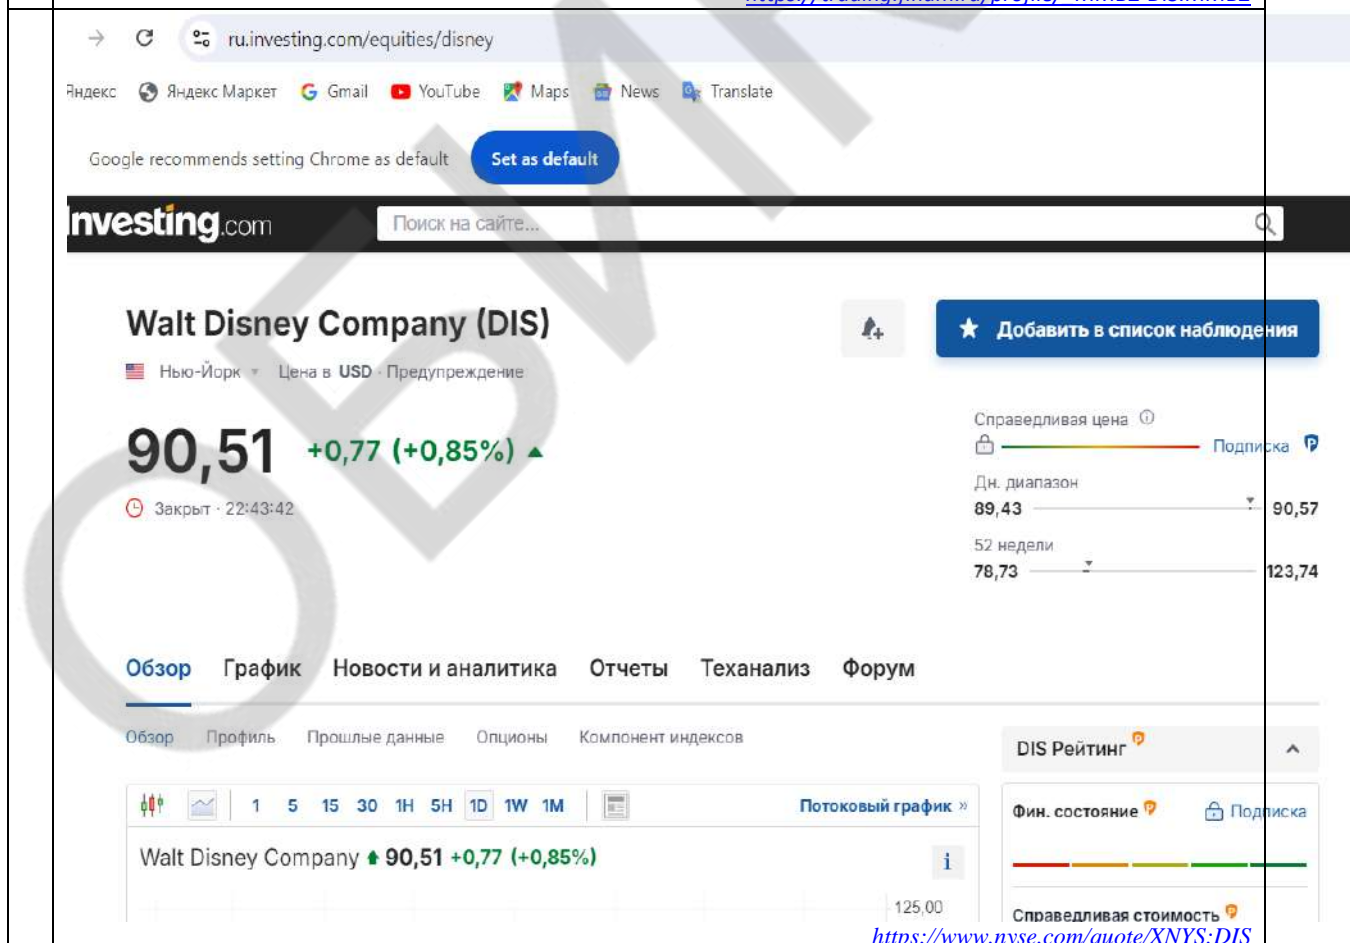 ru.investing.com/equities/disney
Яндекс Яндекс Маркет Gmail YouTube Maps News Translate
Google recommends setting Chrome as default Set as default
Investing.com Поиск на сайте...
Walt Disney Company (DIS) Добавить в список наблюдения
Нью-Йорк Цена в USD · Предупреждение
Справедливая цена
90,51 +0,77 (+0,85%) Подписка
Дн. диапазон
Закрыт · 22:43:42 89,43 90,57
52 недели
78,73 123,74
Обзор График Новости и аналитика Отчеты Теханализ Форум
Обзор Профиль Прошлые данные Опционы Компонент индексов
DIS Рейтинг
1 5 15 30 1H 5H 1D 1W 1M Потоковый график »
Фин. состояние Подписка
Walt Disney Company 90,51 +0,77 (+0,85%) i
125,00
Справедливая стоимость
https://www.nyse.com/quote/XNYS:DIS